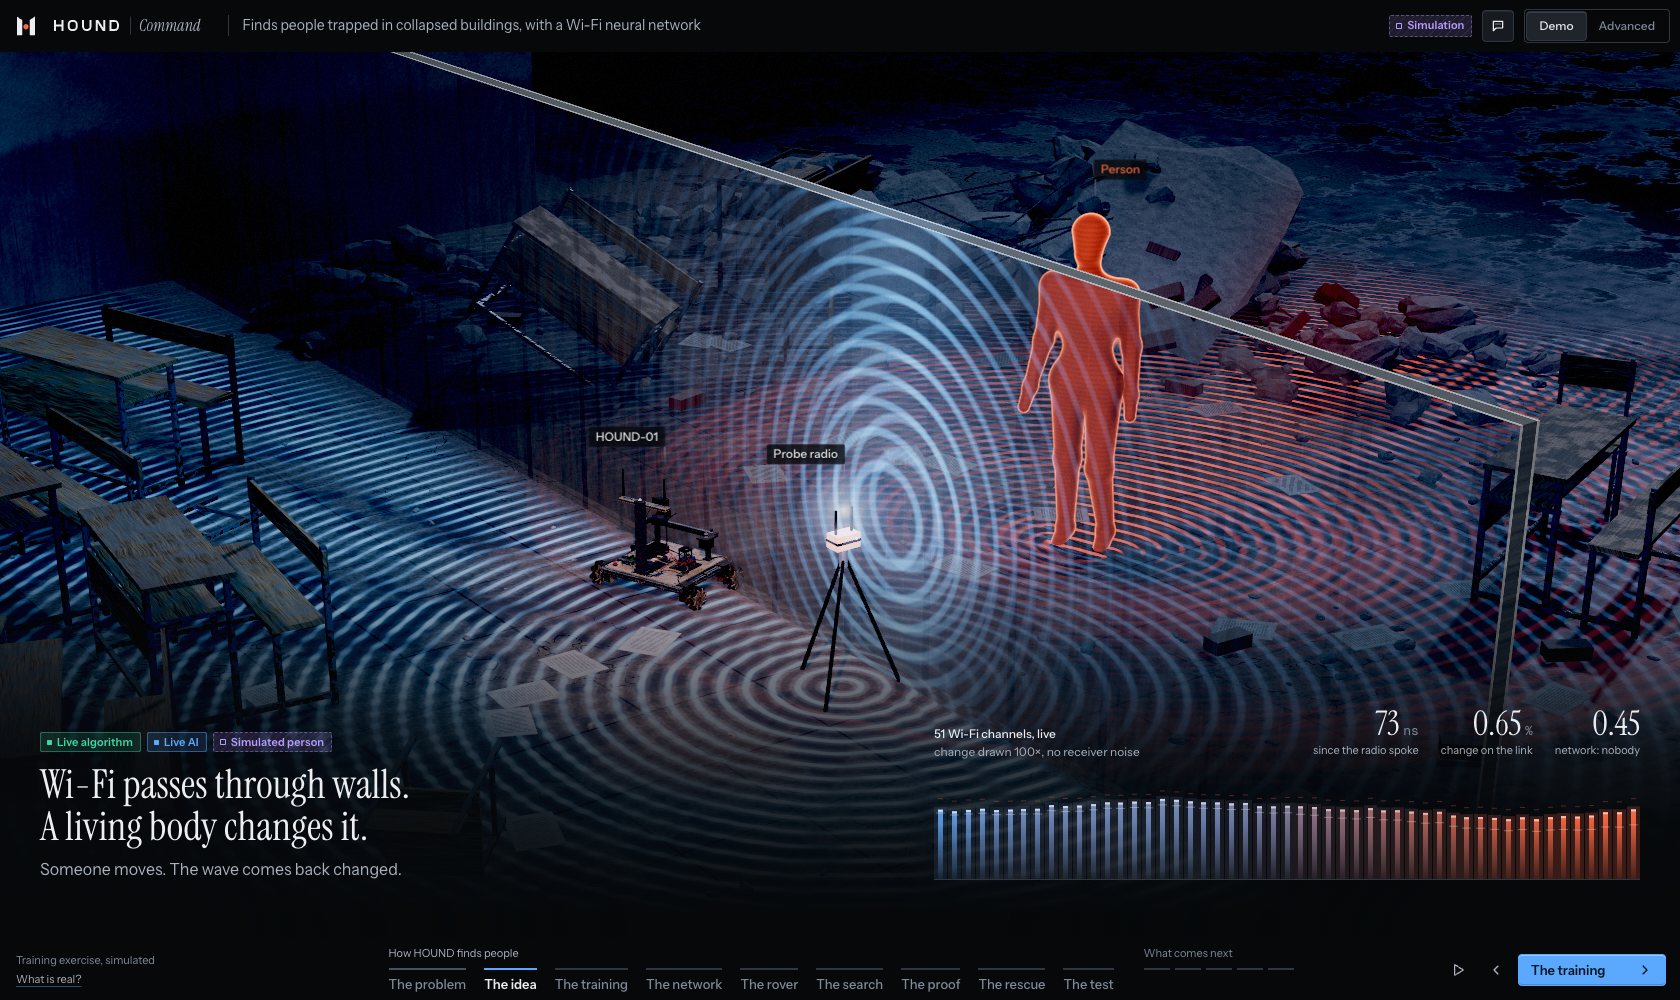 HOUND Command
Finds people trapped in collapsed buildings, with a Wi-Fi neural network
Simulation
Demo
Advanced
Person
HOUND-01
Probe radio
Live algorithm
Live AI
Simulated person
Wi-Fi passes through walls.
A living body changes it.
Someone moves. The wave comes back changed.
51 Wi-Fi channels, live
change drawn 100×, no receiver noise
73 ns
since the radio spoke
0.65 %
change on the link
0.45
network: nobody
Training exercise, simulated
What is real?
How HOUND finds people
The problem
The idea
The training
The network
The rover
The search
The proof
The rescue
The test
What comes next
The training